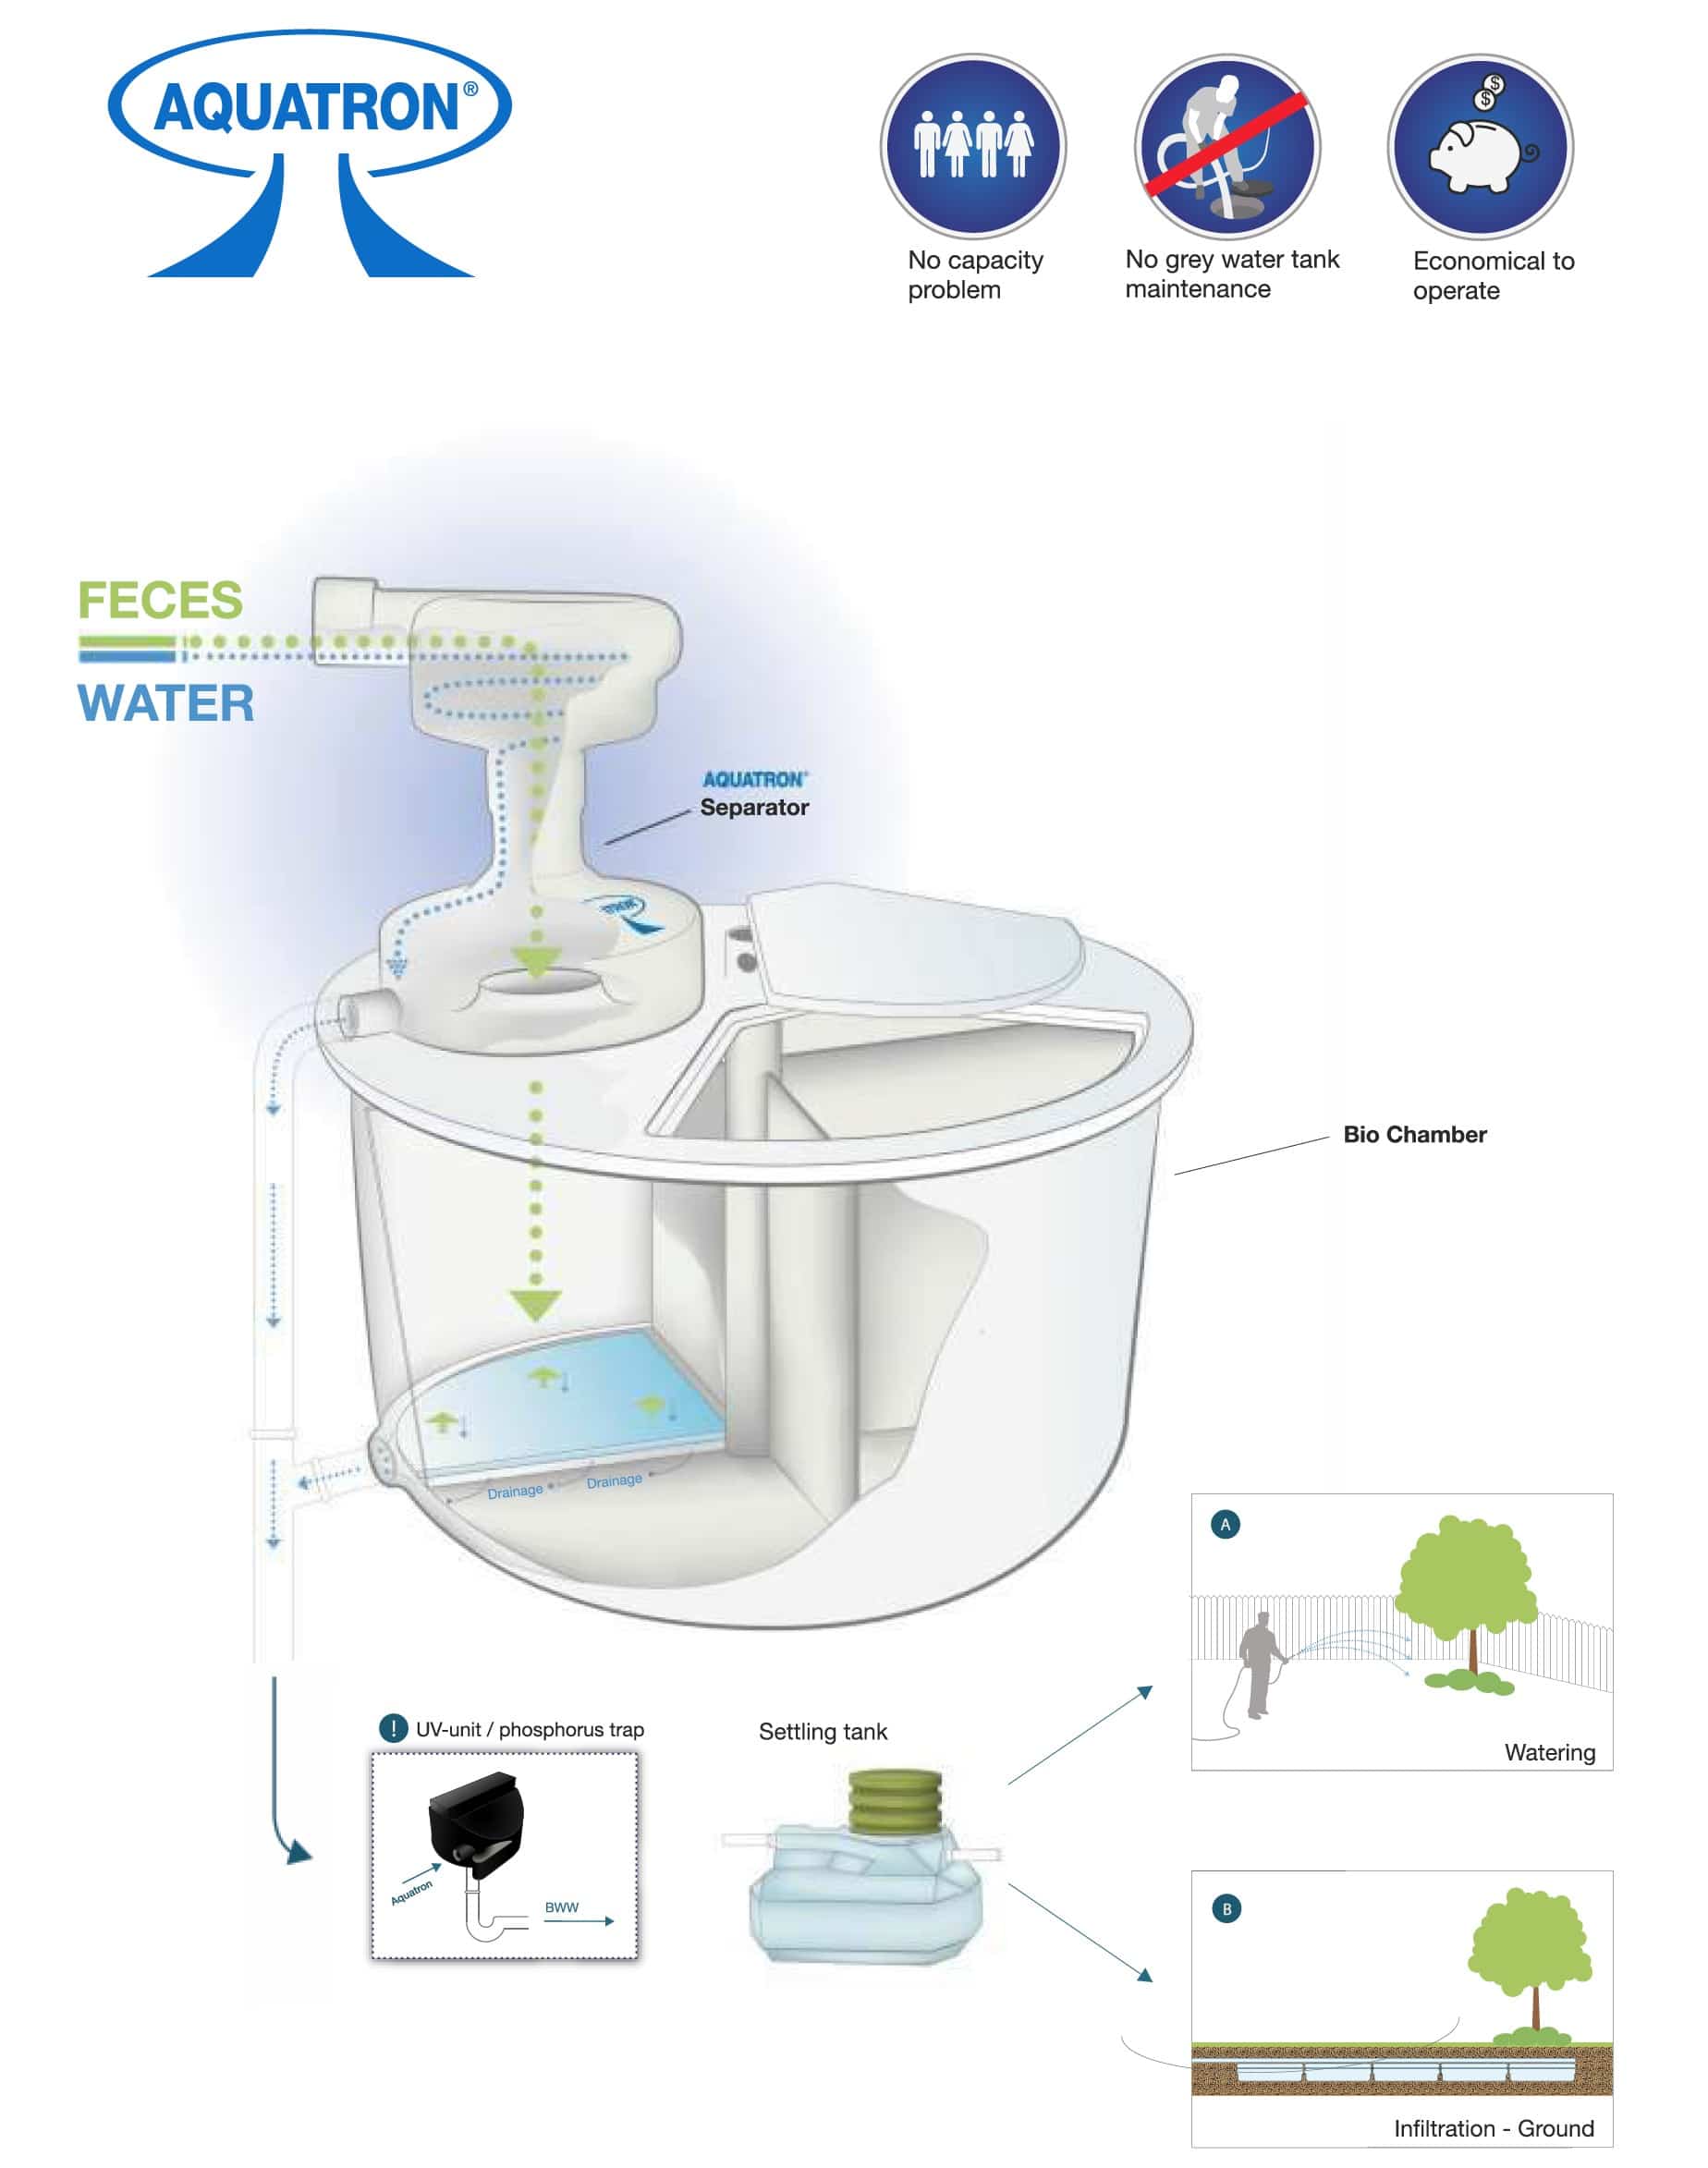 AQUATRON®
No capacity
problem
No grey water tank
maintenance
Economical to
operate
FECES
WATER
AQUATRON®
Separator
Bio Chamber
Drainage
Drainage
A
Watering
! UV-unit / phosphorus trap
Aquatron
BWW
Settling tank
B
Infiltration - Ground